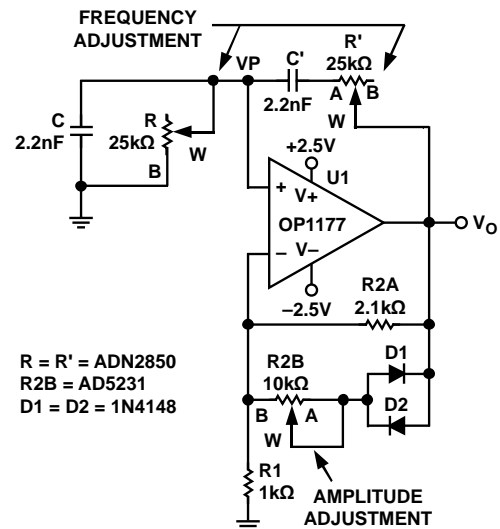 FREQUENCY
ADJUSTMENT
VP
C'
2.2nF
R'
25kΩ
A
B
W
C
2.2nF
R
25kΩ
W
B
+2.5V
U1
+
V+
OP1177
−
V−
−2.5V
VO
R2A
2.1kΩ
R2B
10kΩ
B
A
W
D1
D2
R = R' = ADN2850
R2B = AD5231
D1 = D2 = 1N4148
R1
1kΩ
AMPLITUDE
ADJUSTMENT